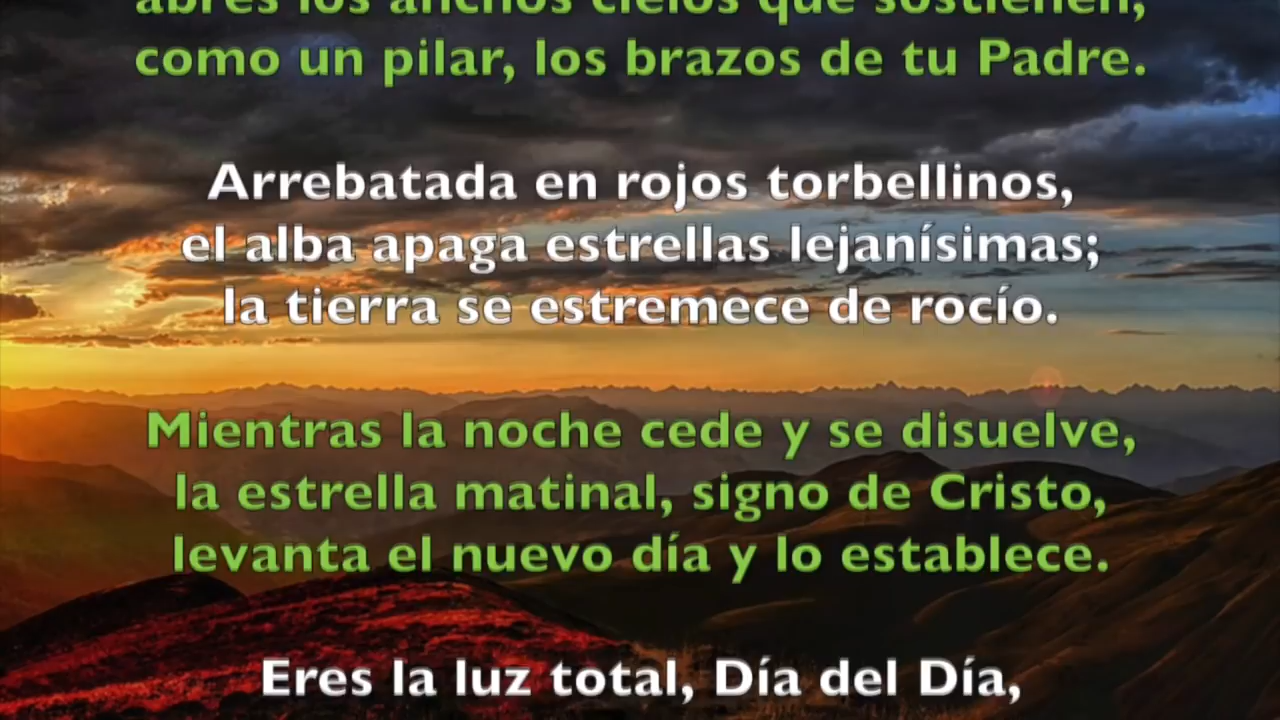 abres los anchos cielos que sostienen,
como un pilar, los brazos de tu Padre.
Arrebatada en rojos torbellinos,
el alba apaga estrellas lejanísimas;
la tierra se estremece de rocío.
Mientras la noche cede y se disuelve,
la estrella matinal, signo de Cristo,
levanta el nuevo día y lo establece.
Eres la luz total, Día del Día,